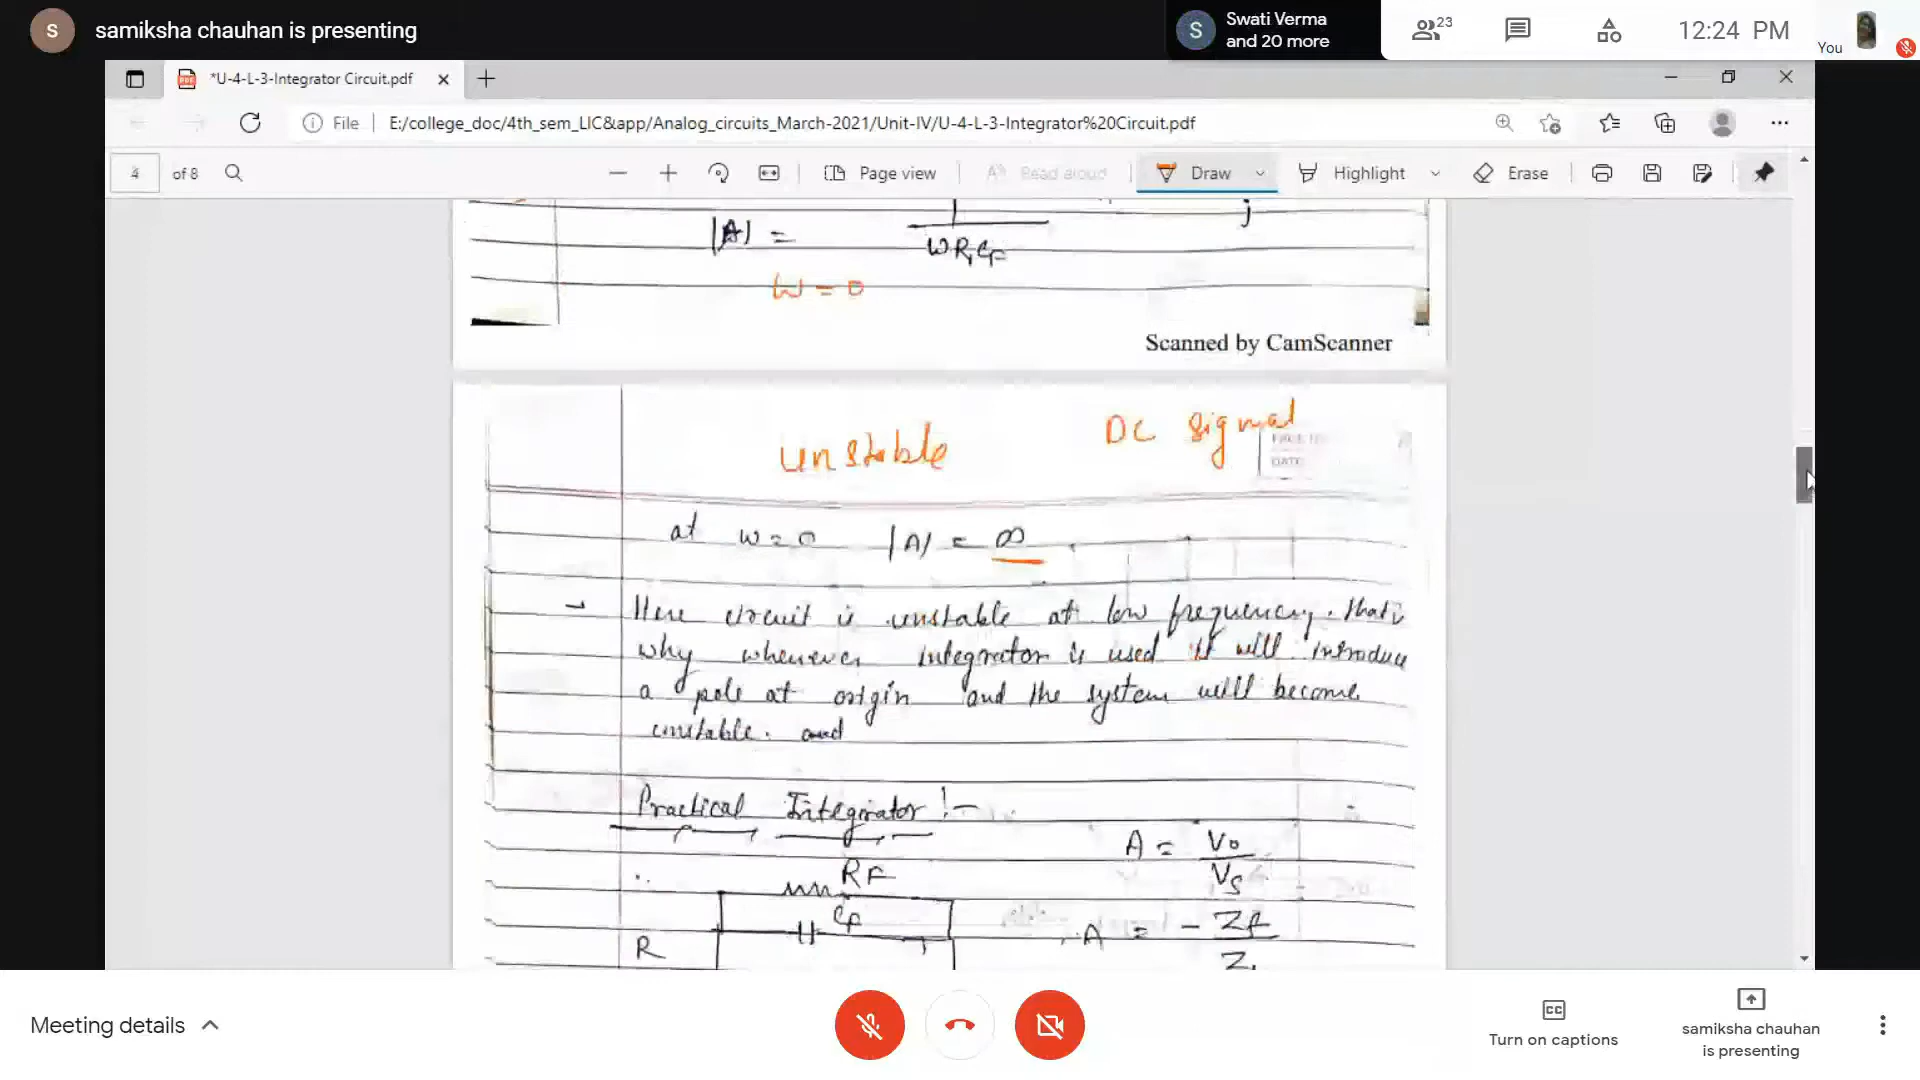 S samiksha chauhan is presenting
S Swati Verma
and 20 more
23
12:24 PM
You
*U-4-L-3-Integrator Circuit.pdf
File E:/college_doc/4th_sem_LIC&app/Analog_circuits_March-2021/Unit-IV/U-4-L-3-Integrator%20Circuit.pdf
4 of 8 Page view Read aloud Draw Highlight Erase
j
|A| =
WR₁CF
W = 0
Scanned by CamScanner
unstable DC Signal
DATE
at w = 0 |A| = ∞
→ Here circuit is unstable at low frequency. that's
why whenever integrator is used it will introduce
a pole at origin and the system will become
unstable. and
Practical Integrator !-
A = Vo
Vs
RF
CF
A = - Zf
R
Meeting details
CC
Turn on captions
samiksha chauhan
is presenting